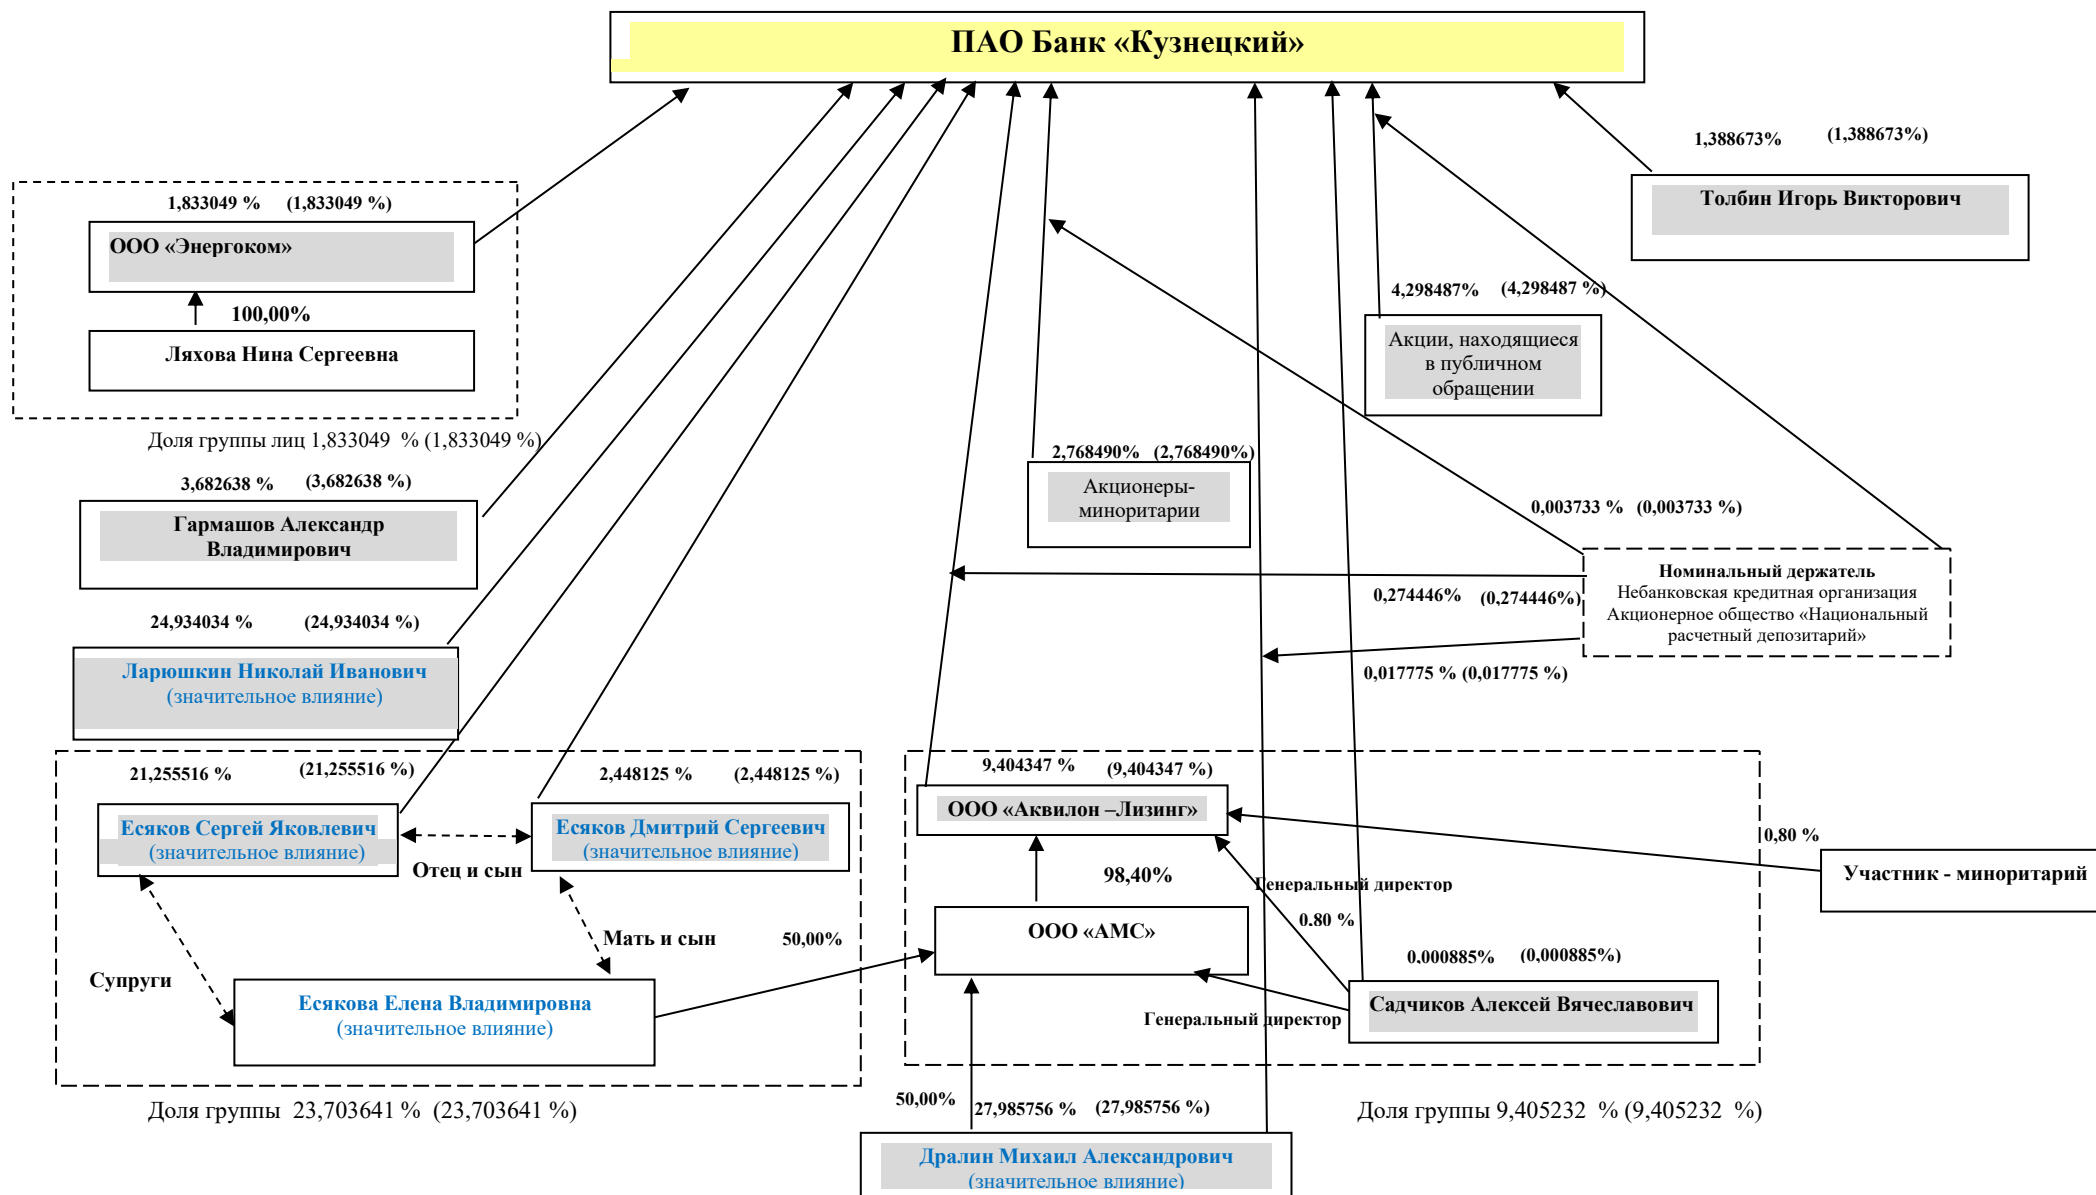 ПАО Банк «Кузнецкий»
1,388673% (1,388673%)
Толбин Игорь Викторович
1,833049 % (1,833049 %)
ООО «Энергоком»
100,00%
Ляхова Нина Сергеевна
Доля группы лиц 1,833049 % (1,833049 %)
4,298487% (4,298487 %)
Акции, находящиеся
в публичном
обращении
2,768490% (2,768490%)
Акционеры-
миноритарии
3,682638 % (3,682638 %)
Гармашов Александр
Владимирович
0,003733 % (0,003733 %)
Номинальный держатель
Небанковская кредитная организация
Акционерное общество «Национальный
расчетный депозитарий»
0,274446% (0,274446%)
0,017775 % (0,017775 %)
24,934034 % (24,934034 %)
Ларюшкин Николай Иванович
(значительное влияние)
21,255516 % (21,255516 %)
2,448125 % (2,448125 %)
Есяков Сергей Яковлевич
(значительное влияние)
Есяков Дмитрий Сергеевич
(значительное влияние)
Отец и сын
Мать и сын
Супруги
50,00%
Есякова Елена Владимировна
(значительное влияние)
Доля группы 23,703641 % (23,703641 %)
9,404347 % (9,404347 %)
ООО «Аквилон –Лизинг»
0,80 %
Участник - миноритарий
98,40%
Генеральный директор
0.80 %
ООО «АМС»
0,000885% (0,000885%)
Садчиков Алексей Вячеславович
Генеральный директор
50,00%
27,985756 % (27,985756 %)
Доля группы 9,405232 % (9,405232 %)
Дралин Михаил Александрович
(значительное влияние)